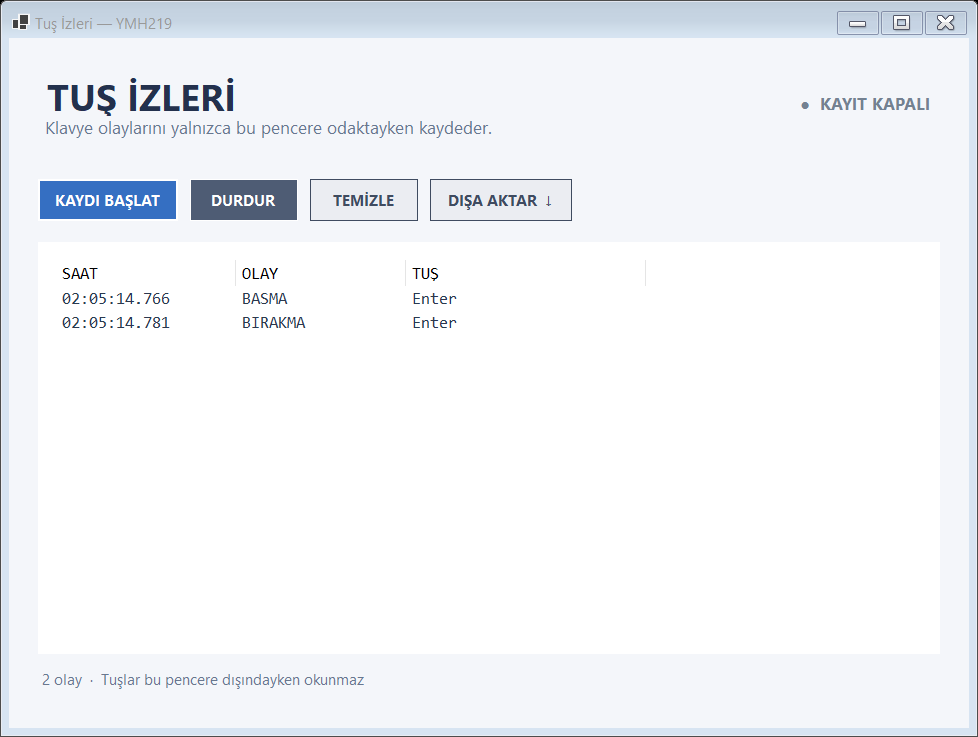 Tuş İzleri — YMH219
TUŞ İZLERİ
● KAYIT KAPALI
Klavye olaylarını yalnızca bu pencere odaktayken kaydeder.
KAYDI BAŞLAT DURDUR TEMİZLE DIŞA AKTAR ↓
SAAT OLAY TUŞ
02:05:14.766 BASMA Enter
02:05:14.781 BIRAKMA Enter
2 olay · Tuşlar bu pencere dışındayken okunmaz